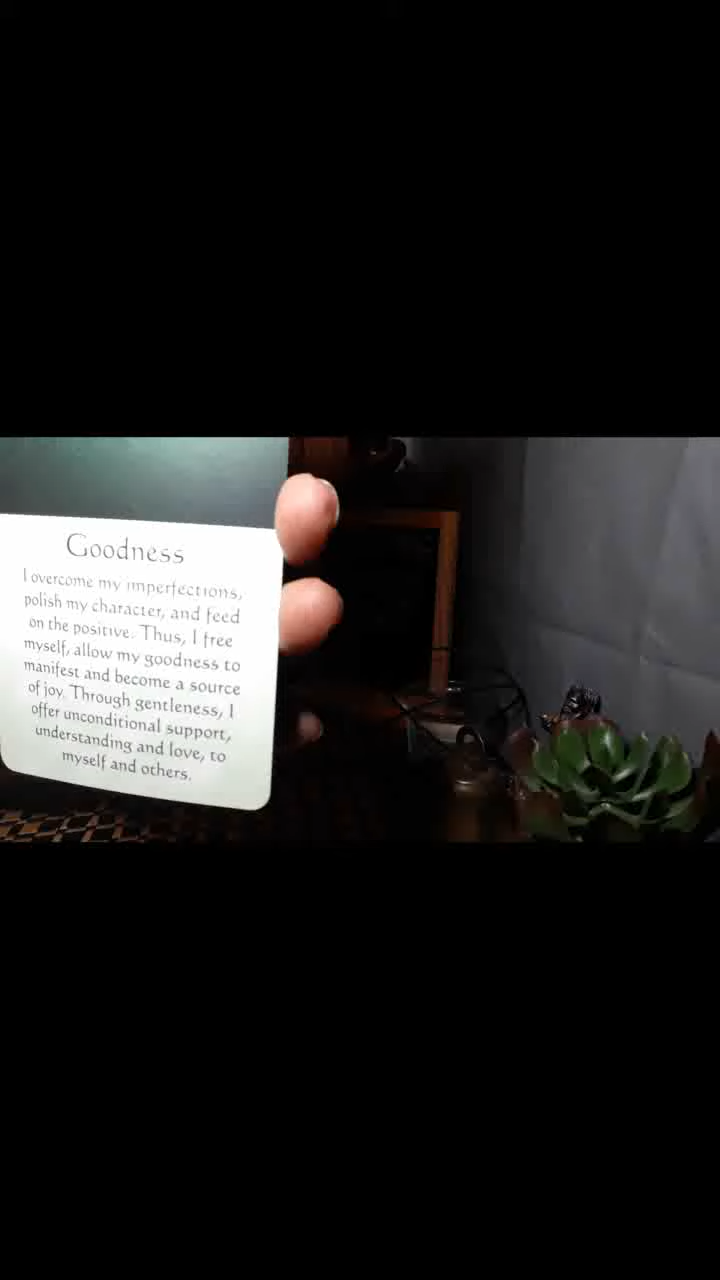 Goodness
I overcome my imperfections,
polish my character, and feed
on the positive. Thus, I free
myself, allow my goodness to
manifest and become a source
of joy. Through gentleness, I
offer unconditional support,
understanding and love, to
myself and others.